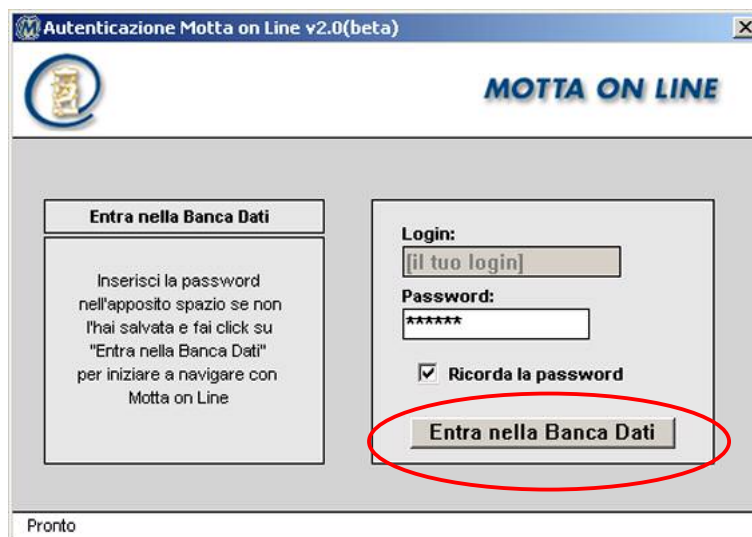 Autenticazione Motta on Line v2.0(beta)
MOTTA ON LINE
Entra nella Banca Dati
Inserisci la password
nell'apposito spazio se non
l'hai salvata e fai click su
"Entra nella Banca Dati"
per iniziare a navigare con
Motta on Line
Login:
[il tuo login]
Password:
******
Ricorda la password
Entra nella Banca Dati
Pronto